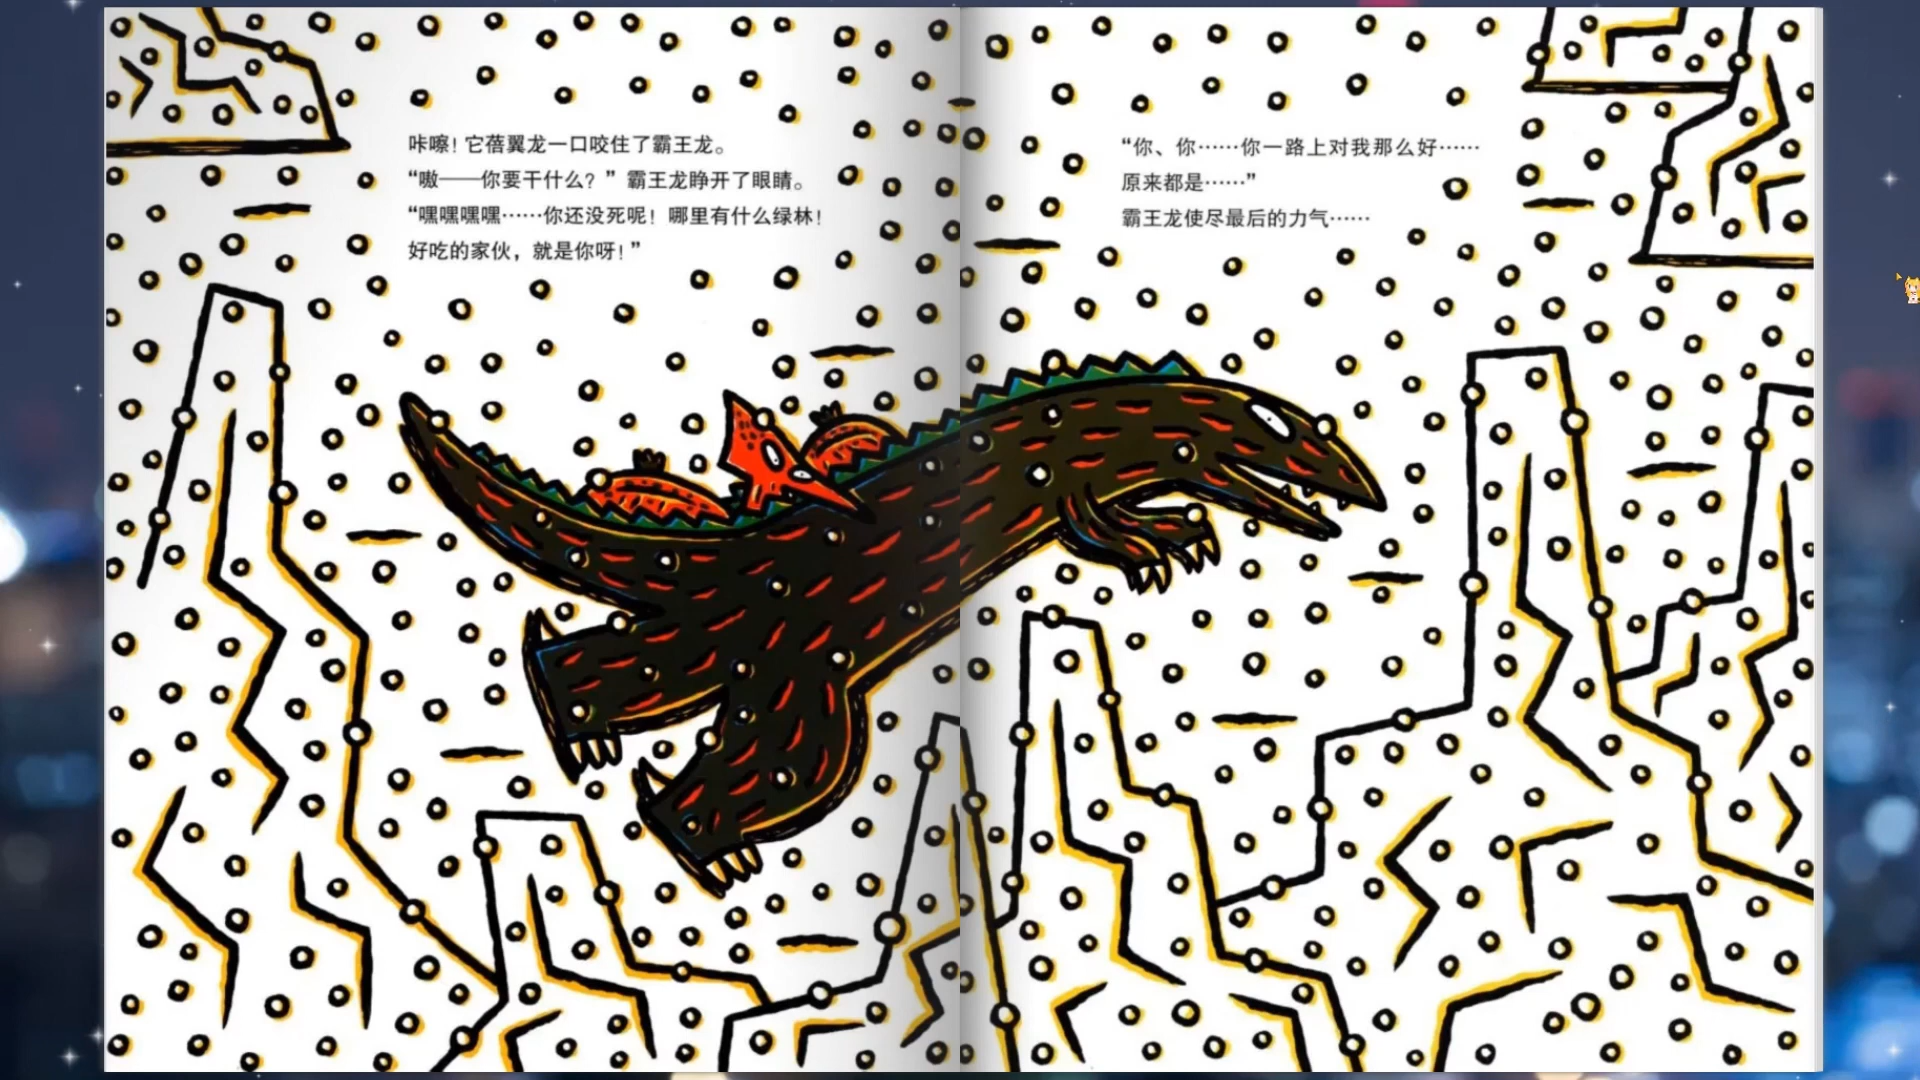 咔嚓！它蓓翼龙一口咬住了霸王龙。
“嗷——你要干什么？”霸王龙睁开了眼睛。
“嘿嘿嘿嘿……你还没死呢！哪里有什么绿林！
好吃的家伙，就是你呀！”
“你、你……你一路上对我那么好……
原来都是……”
霸王龙使尽最后的力气……